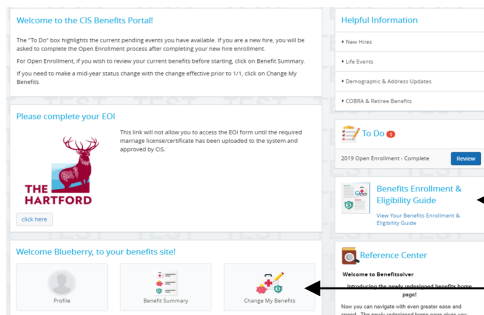 Welcome to the CIS Benefits Portal!
The "To Do" box highlights the current pending events you have available. If you are a new hire, you will be
asked to complete the Open Enrollment process after completing your new hire enrollment.
For Open Enrollment, if you wish to review your current benefits before starting, click on Benefit Summary.
If you need to make a mid-year status change with the change effective prior to 1/1, click on Change My
Benefits.
Please complete your EOI
This link will not allow you to access the EOI form until the required
marriage license/certificate has been uploaded to the system and
approved by CIS.
THE
HARTFORD
click here
Welcome Blueberry, to your benefits site!
Profile
Benefit Summary
Change My Benefits
Helpful Information
New Hires
Life Events
Demographic & Address Updates
COBRA & Retiree Benefits
To Do 1
2019 Open Enrollment - Complete
Review
Benefits Enrollment &
Eligibility Guide
View Your Benefits Enrollment &
Eligibility Guide
Reference Center
Welcome to Benefitsolver
Introducing the newly redesigned benefits home
page!
Now you can navigate with even greater ease and
speed. The newly redesigned home page gives you